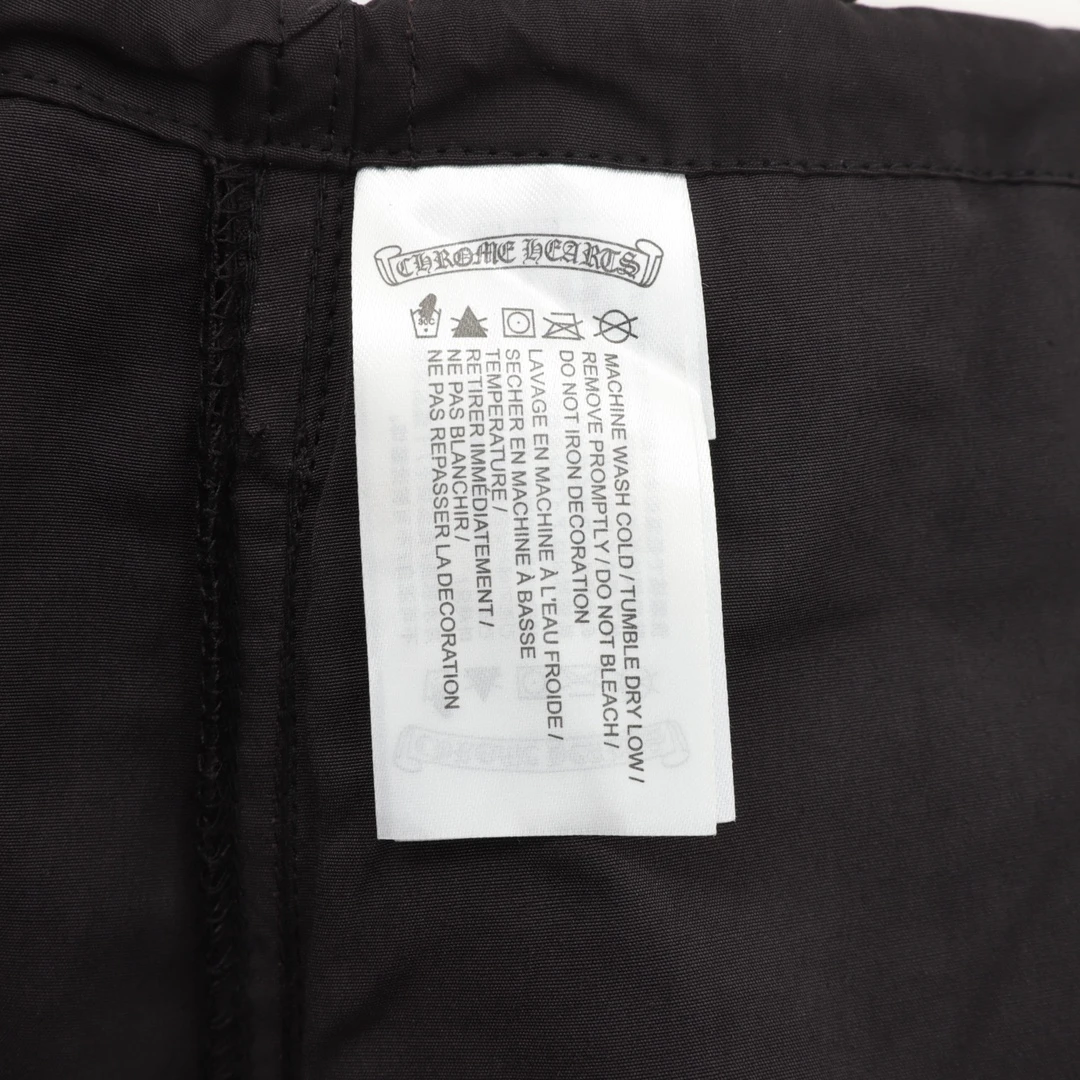 CHROME HEARTS
MACHINE WASH COLD / TUMBLE DRY LOW /
REMOVE PROMPTLY / DO NOT BLEACH /
DO NOT IRON DECORATION
LAVAGE EN MACHINE À L'EAU FROIDE /
SECHER EN MACHINE À BASSE
TEMPERATURE /
RETIRER IMMÉDIATEMENT /
NE PAS BLANCHIR /
NE PAS REPASSER LA DECORATION